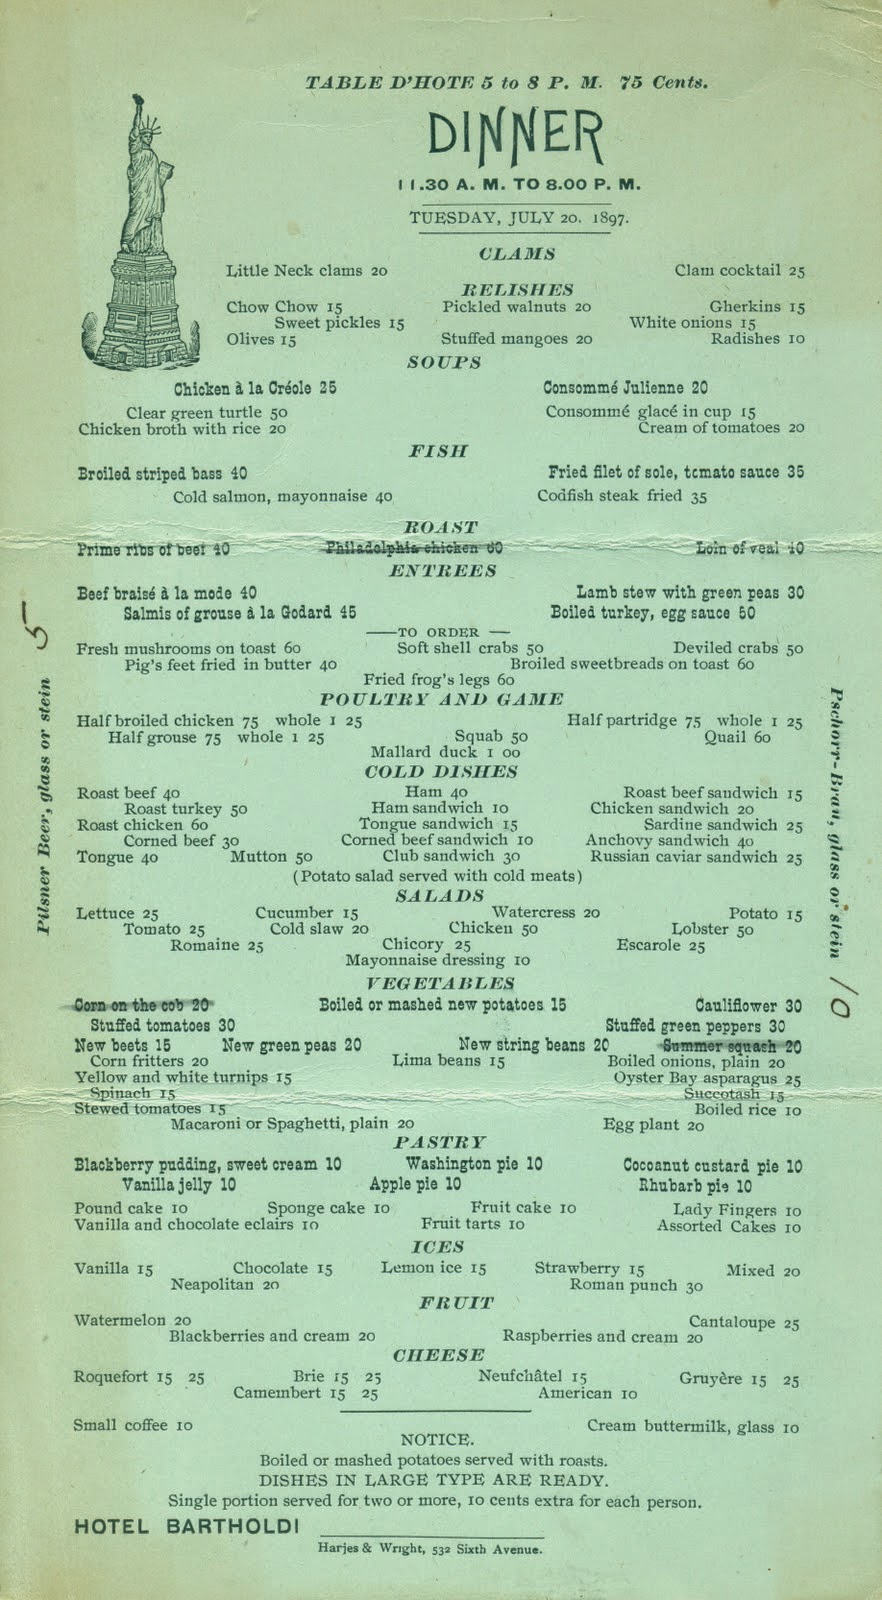 TABLE D'HOTE 5 to 8 P. M. 75 Cents.
DINNER
11.30 A. M. TO 8.00 P. M.
TUESDAY, JULY 20. 1897.
CLAMS
Little Neck clams 20 Clam cocktail 25
RELISHES
Chow Chow 15 Pickled walnuts 20 Gherkins 15
Sweet pickles 15 White onions 15
Olives 15 Stuffed mangoes 20 Radishes 10
SOUPS
Chicken à la Créole 25 Consommé Julienne 20
Clear green turtle 50 Consommé glacé in cup 15
Chicken broth with rice 20 Cream of tomatoes 20
FISH
Broiled striped bass 40 Fried filet of sole, tomato sauce 35
Cold salmon, mayonnaise 40 Codfish steak fried 35
ROAST
Prime ribs of beef 40 Philadelphia chicken 60 Loin of veal 40
ENTREES
Beef braisé à la mode 40 Lamb stew with green peas 30
Salmis of grouse à la Godard 45 Boiled turkey, egg sauce 50
TO ORDER
Fresh mushrooms on toast 60 Soft shell crabs 50 Deviled crabs 50
Pig's feet fried in butter 40 Broiled sweetbreads on toast 60
Fried frog's legs 60
POULTRY AND GAME
Half broiled chicken 75 whole 1 25 Half partridge 75 whole 1 25
Half grouse 75 whole 1 25 Squab 50 Quail 60
Mallard duck 1 00
COLD DISHES
Roast beef 40 Ham 40 Roast beef sandwich 15
Roast turkey 50 Ham sandwich 10 Chicken sandwich 20
Roast chicken 60 Tongue sandwich 15 Sardine sandwich 25
Corned beef 30 Corned beef sandwich 10 Anchovy sandwich 40
Tongue 40 Mutton 50 Club sandwich 30 Russian caviar sandwich 25
(Potato salad served with cold meats)
SALADS
Lettuce 25 Cucumber 15 Watercress 20 Potato 15
Tomato 25 Cold slaw 20 Chicken 50 Lobster 50
Romaine 25 Chicory 25 Escarole 25
Mayonnaise dressing 10
VEGETABLES
Corn on the cob 20 Boiled or mashed new potatoes 15 Cauliflower 30
Stuffed tomatoes 30 Stuffed green peppers 30
New beets 15 New green peas 20 New string beans 20 Summer squash 20
Corn fritters 20 Lima beans 15 Boiled onions, plain 20
Yellow and white turnips 15 Oyster Bay asparagus 25
Spinach 15 Succotash 15
Stewed tomatoes 15 Boiled rice 10
Macaroni or Spaghetti, plain 20 Egg plant 20
PASTRY
Blackberry pudding, sweet cream 10 Washington pie 10 Cocoanut custard pie 10
Vanilla jelly 10 Apple pie 10 Rhubarb pie 10
Pound cake 10 Sponge cake 10 Fruit cake 10 Lady Fingers 10
Vanilla and chocolate eclairs 10 Fruit tarts 10 Assorted Cakes 10
ICES
Vanilla 15 Chocolate 15 Lemon ice 15 Strawberry 15 Mixed 20
Neapolitan 20 Roman punch 30
FRUIT
Watermelon 20 Cantaloupe 25
Blackberries and cream 20 Raspberries and cream 20
CHEESE
Roquefort 15 25 Brie 15 25 Neufchâtel 15 Gruyère 15 25
Camembert 15 25 American 10
Small coffee 10 Cream buttermilk, glass 10
NOTICE.
Boiled or mashed potatoes served with roasts.
DISHES IN LARGE TYPE ARE READY.
Single portion served for two or more, 10 cents extra for each person.
HOTEL BARTHOLDI
Harjes & Wright, 532 Sixth Avenue.
Pilsner Beer, glass or stein 5
Pschorr-Brau, glass or stein 10